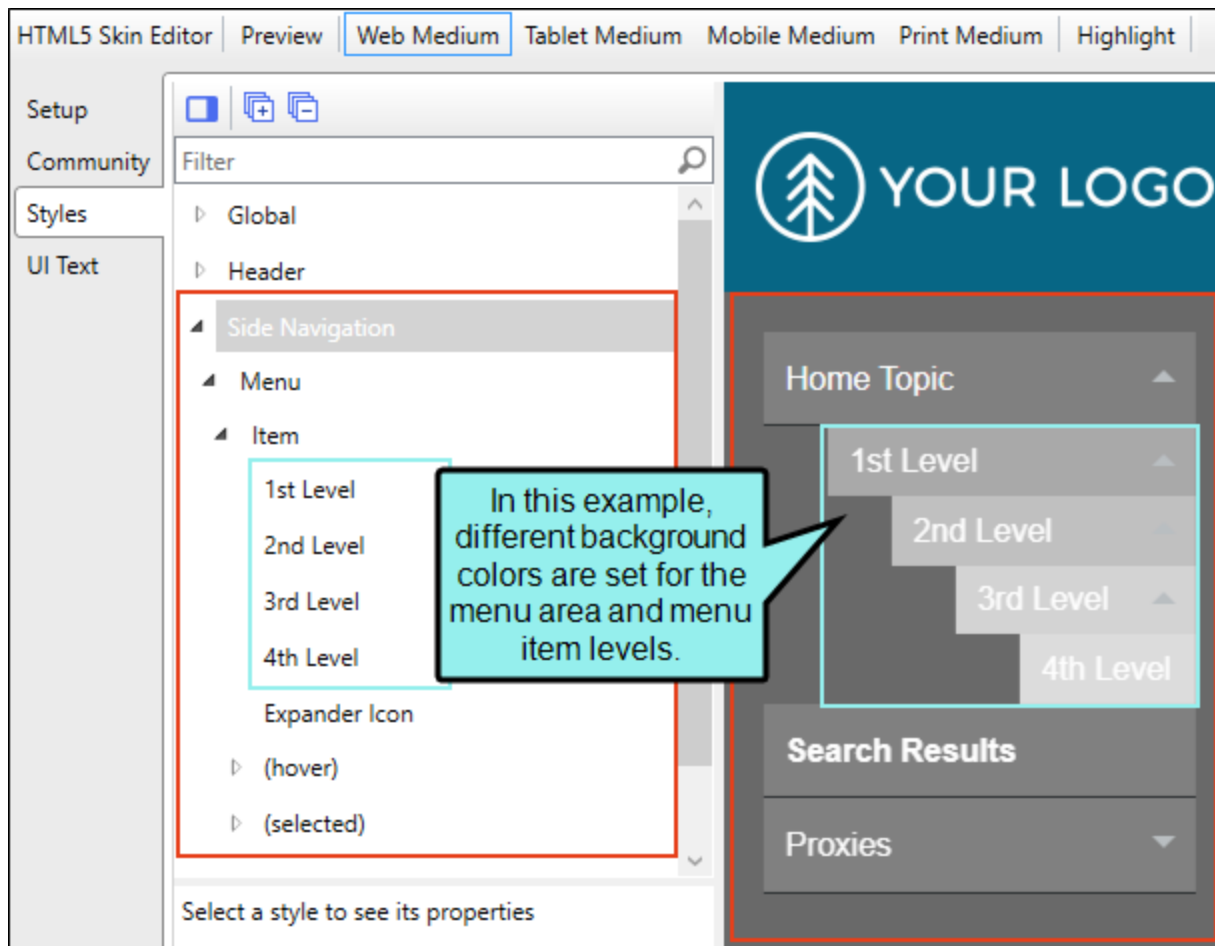 HTML5 Skin Editor Preview Web Medium Tablet Medium Mobile Medium Print Medium Highlight
Setup
Community
Styles
UI Text
Filter
Global
Header
Side Navigation
Menu
Item
1st Level
2nd Level
3rd Level
4th Level
Expander Icon
(hover)
(selected)
Select a style to see its properties
In this example,
different background
colors are set for the
menu area and menu
item levels.
YOUR LOGO
Home Topic
1st Level
2nd Level
3rd Level
4th Level
Search Results
Proxies